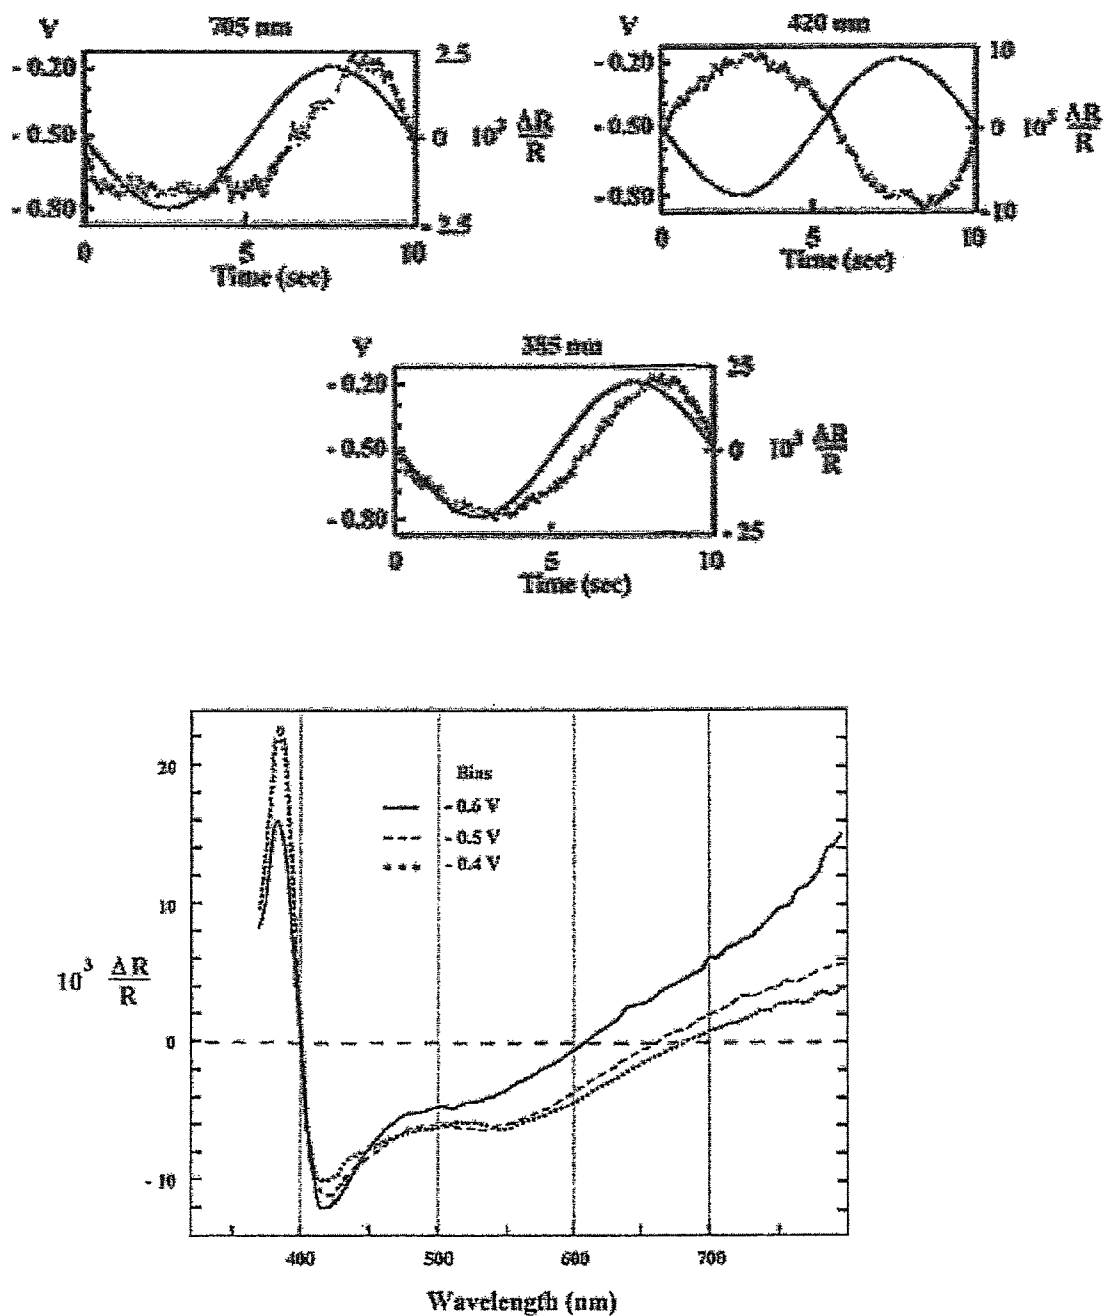 705 nm
V
- 0.20
- 0.50
- 0.80
2.5
0
- 2.5
10³ ΔR/R
0 5 10
Time (sec)
420 nm
V
- 0.20
- 0.50
- 0.80
10
0
- 10
10³ ΔR/R
0 5 10
Time (sec)
385 nm
V
- 0.20
- 0.50
- 0.80
0
10³ ΔR/R
0 5 10
Time (sec)
20
10
0
- 10
10³ ΔR/R
Bias
- 0.6 V
- 0.5 V
- 0.4 V
400 500 600 700
Wavelength (nm)